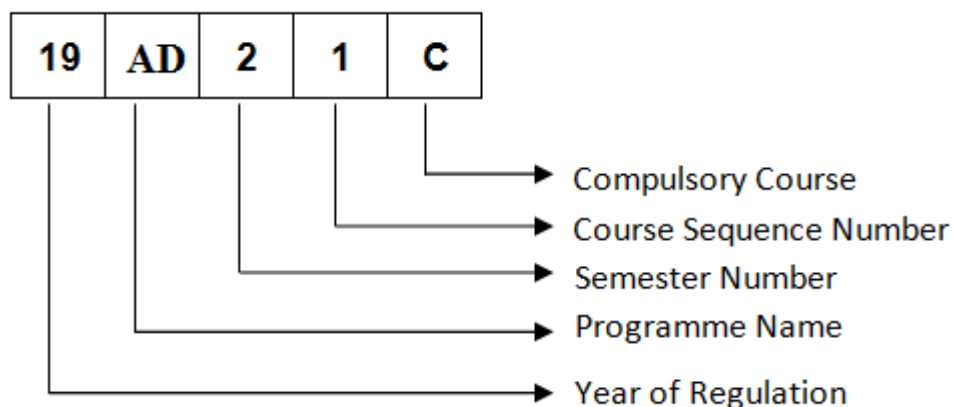 19 AD 2 1 C
Compulsory Course
Course Sequence Number
Semester Number
Programme Name
Year of Regulation